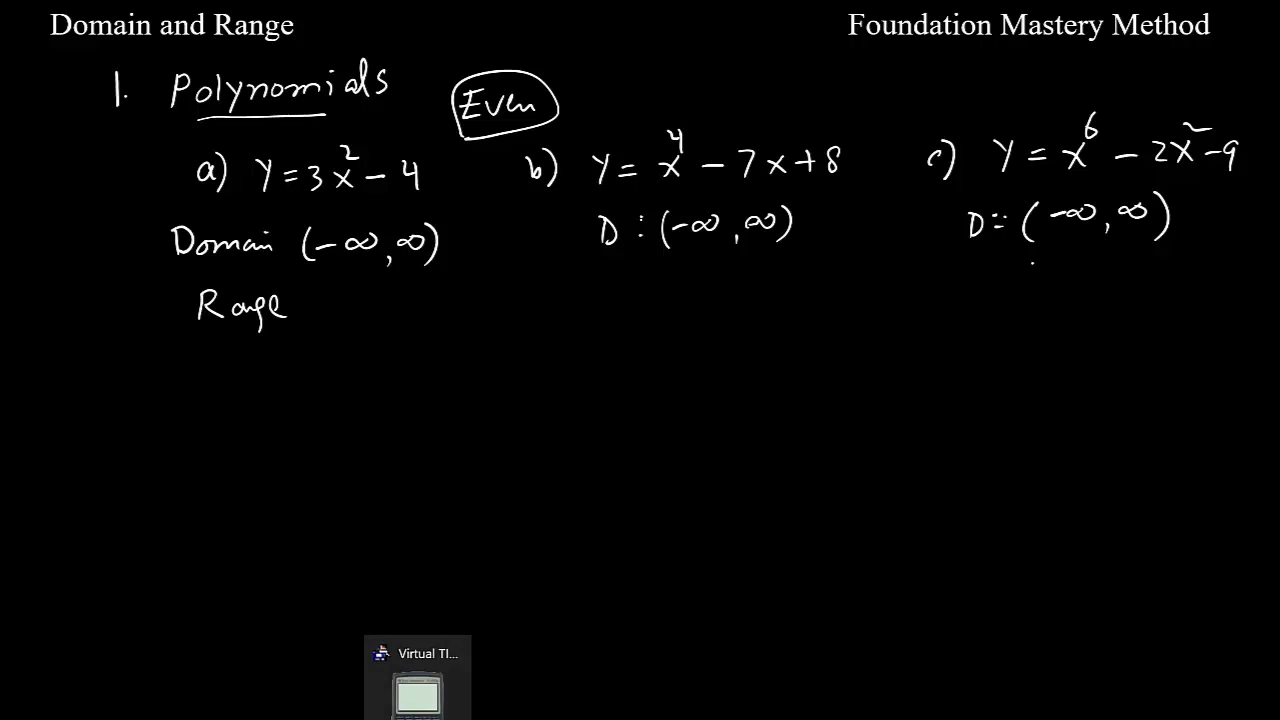 Domain and Range Foundation Mastery Method
1. Polynomials Even
a) y = 3x² - 4 b) y = x⁴ - 7x + 8 c) y = x⁶ - 2x² - 9
Domain (-∞, ∞) D : (-∞, ∞) D : (-∞, ∞)
Range
Virtual TI...